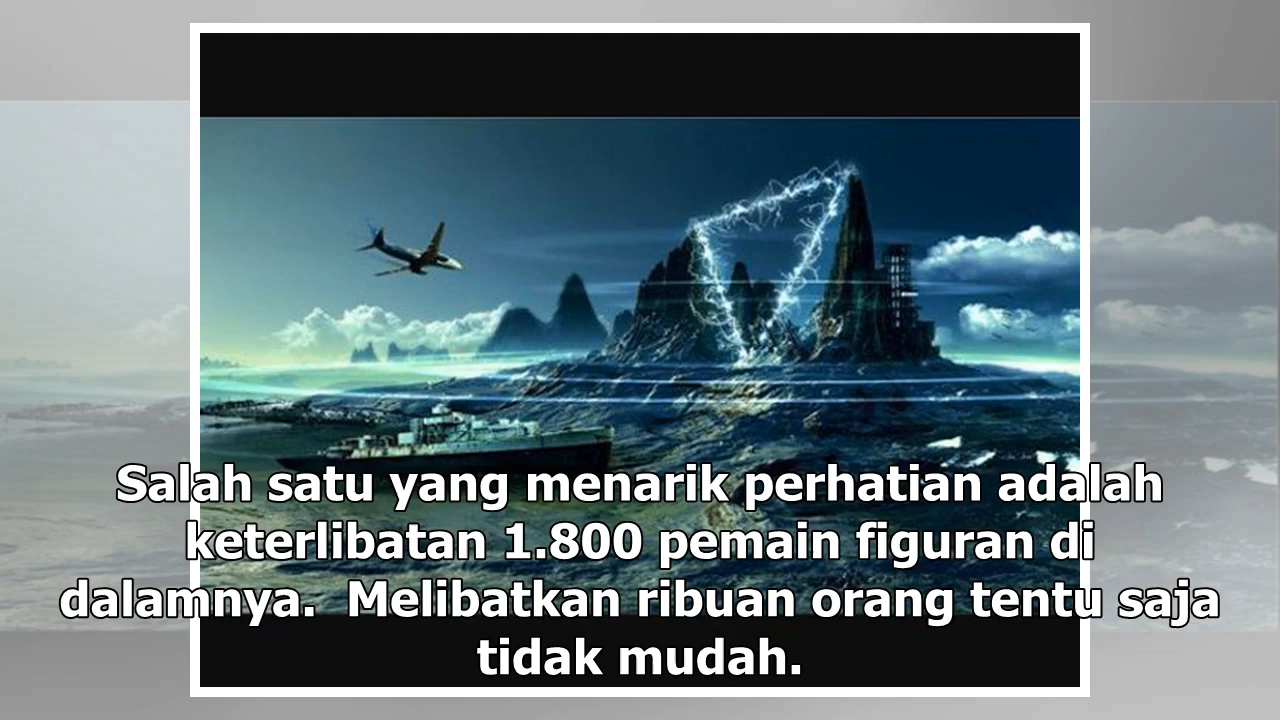 Salah satu yang menarik perhatian adalah
keterlibatan 1.800 pemain figuran di
dalamnya.  Melibatkan ribuan orang tentu saja
tidak mudah.